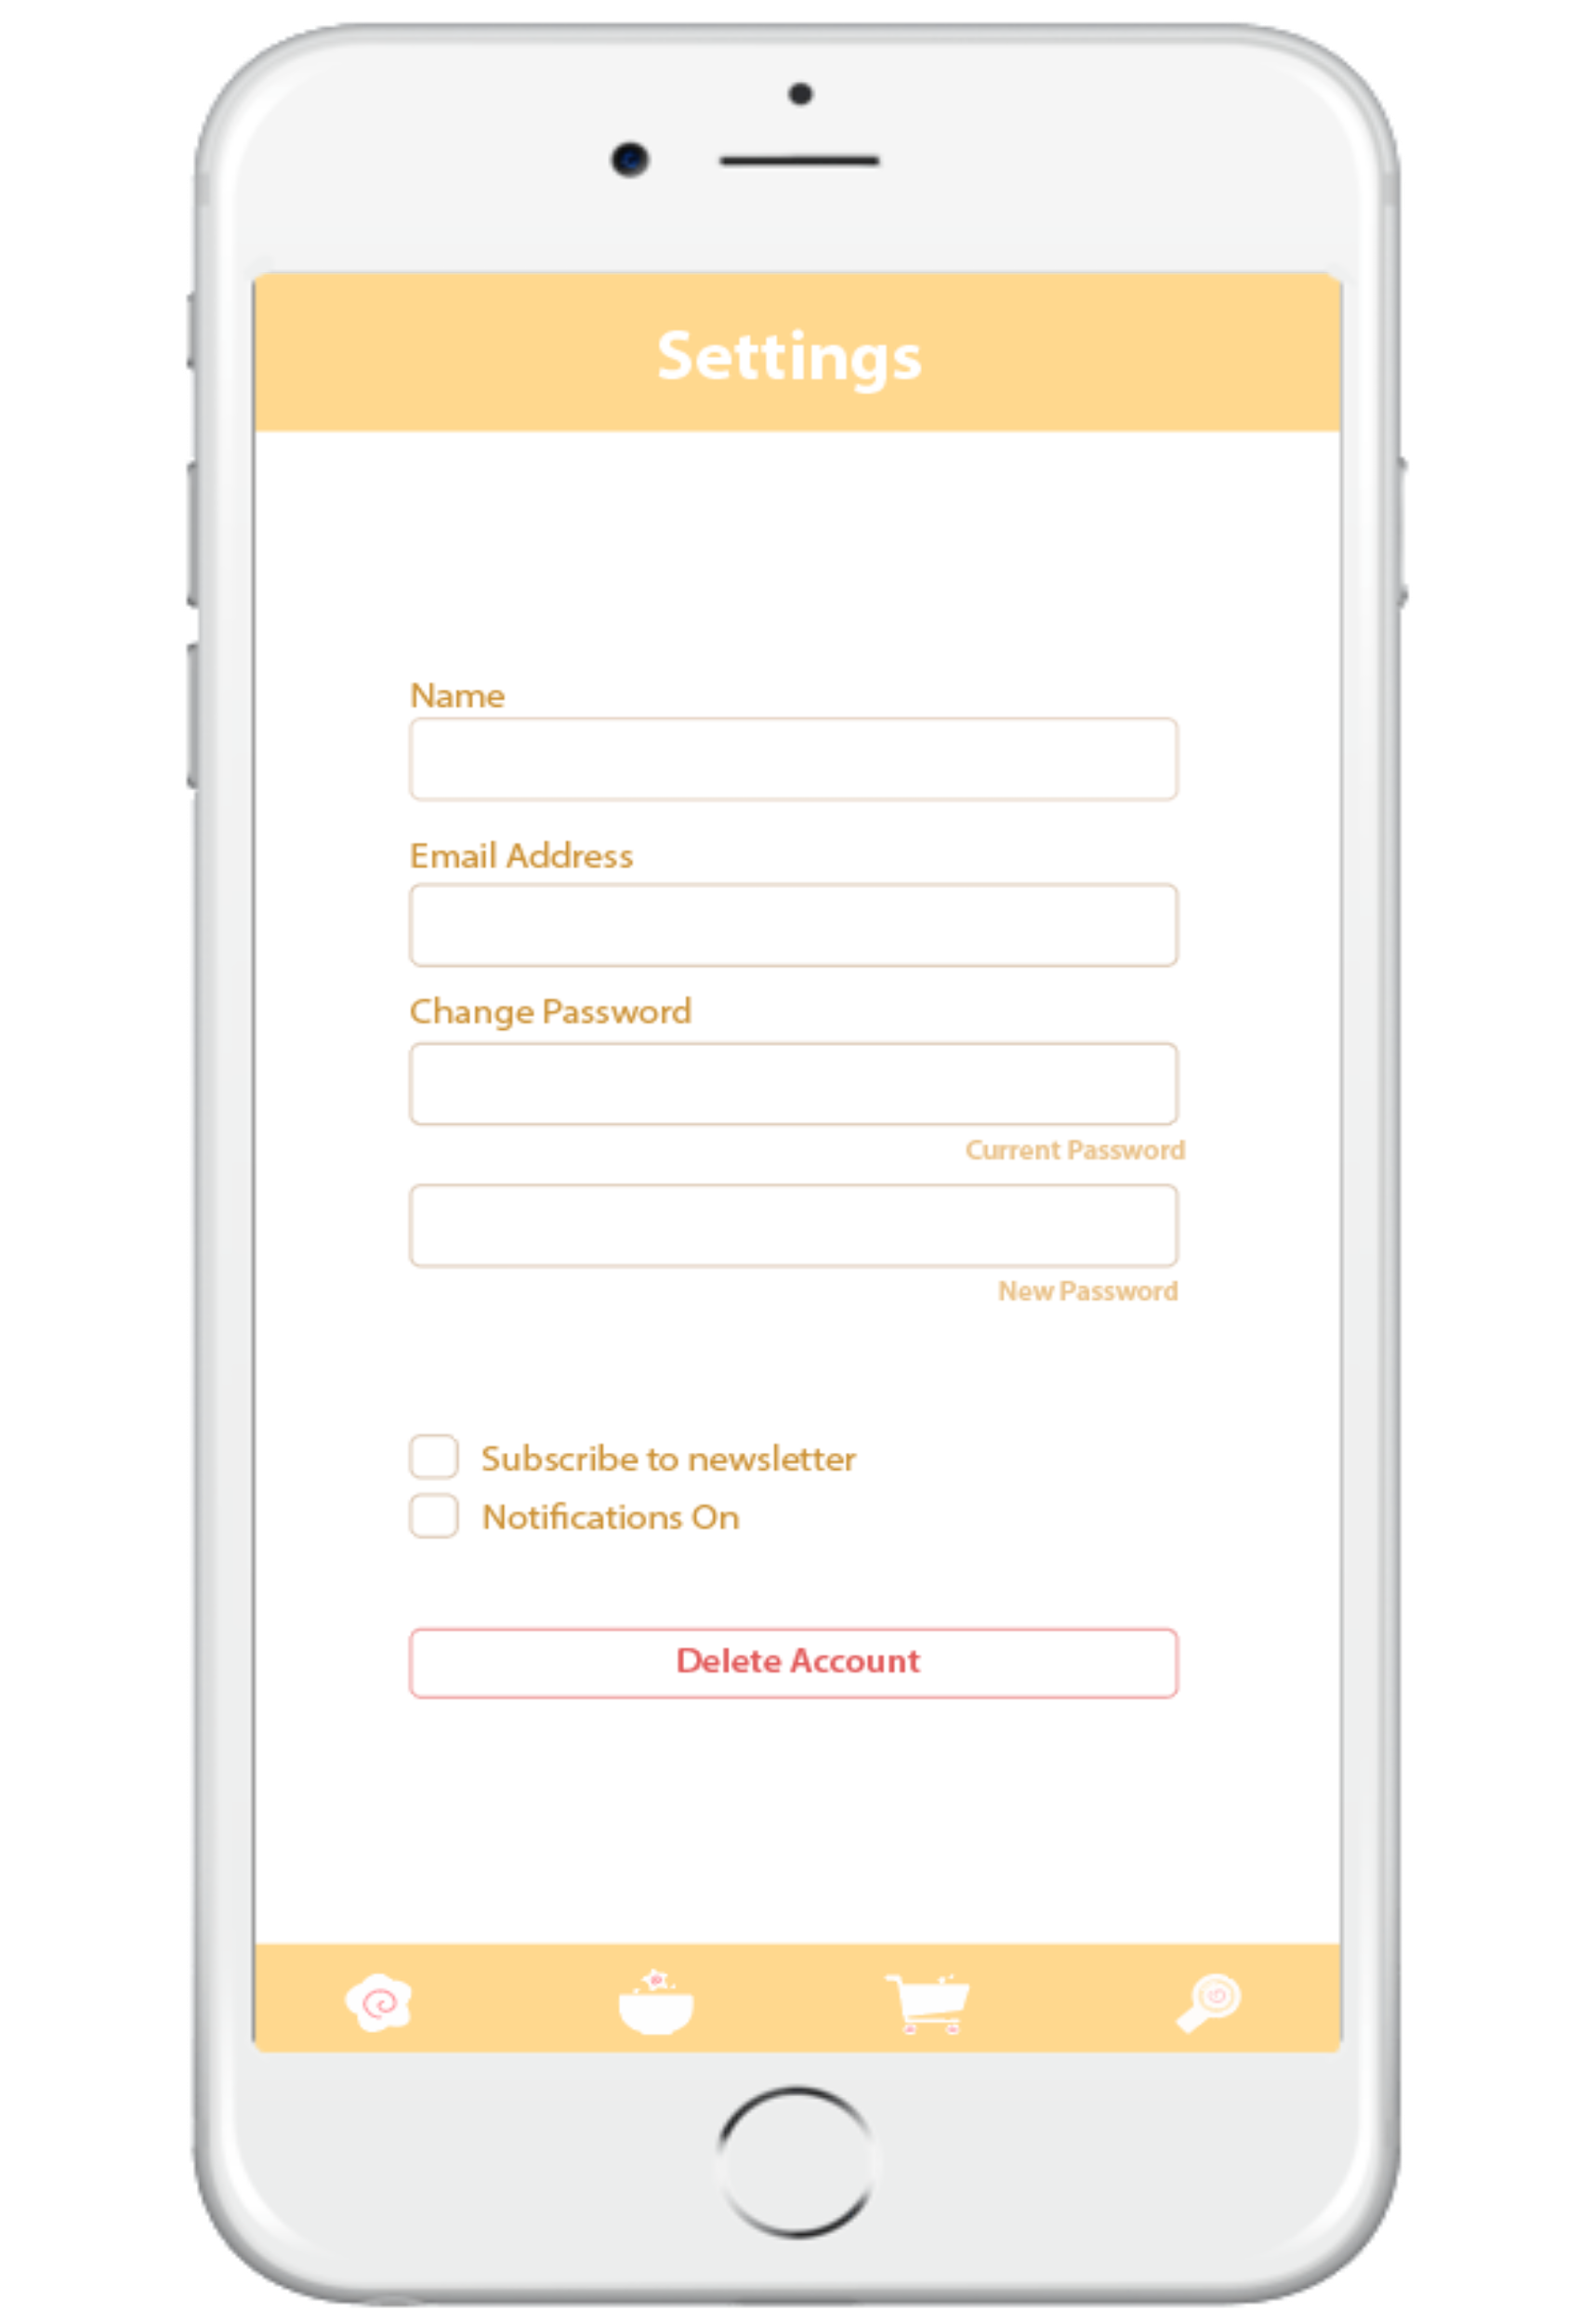 Settings
Name
Email Address
Change Password
Current Password
New Password
Subscribe to newsletter
Notifications On
Delete Account